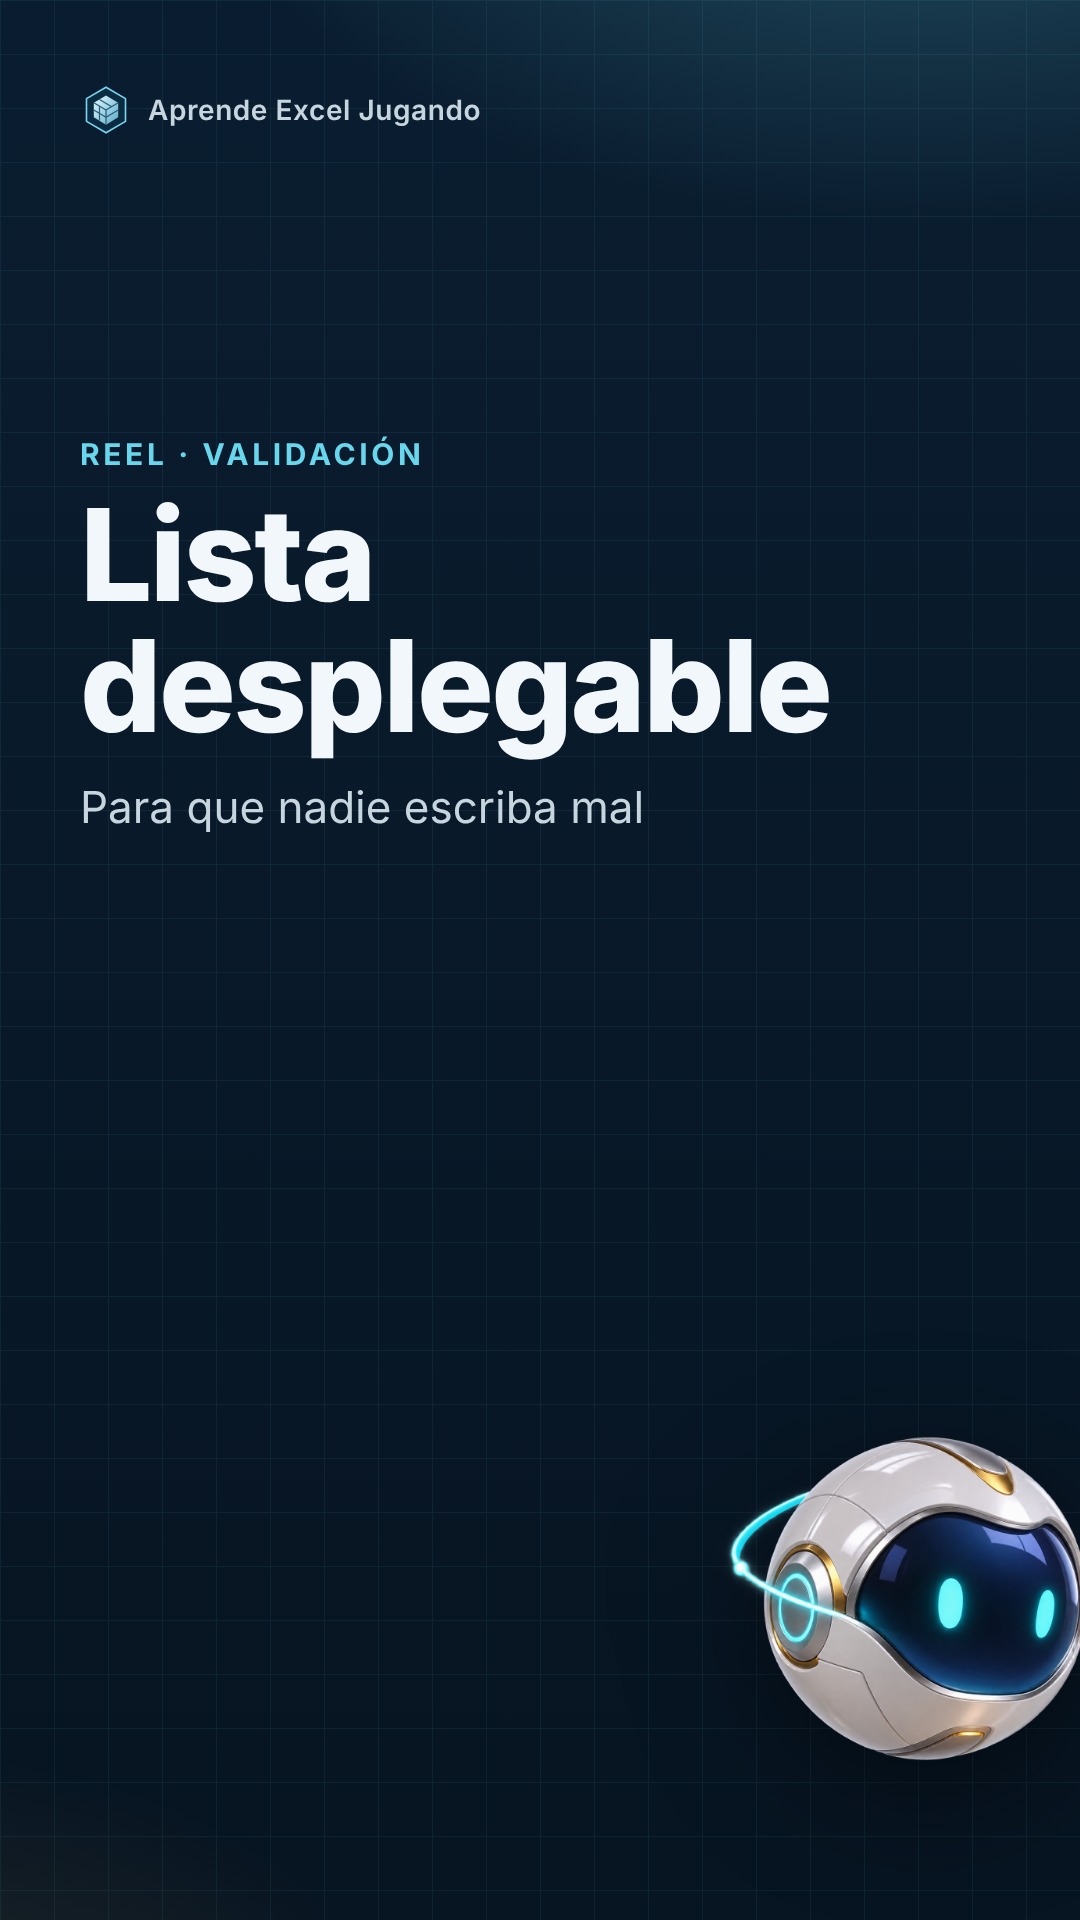 Aprende Excel Jugando
REEL · VALIDACIÓN
Lista
desplegable
Para que nadie escriba mal